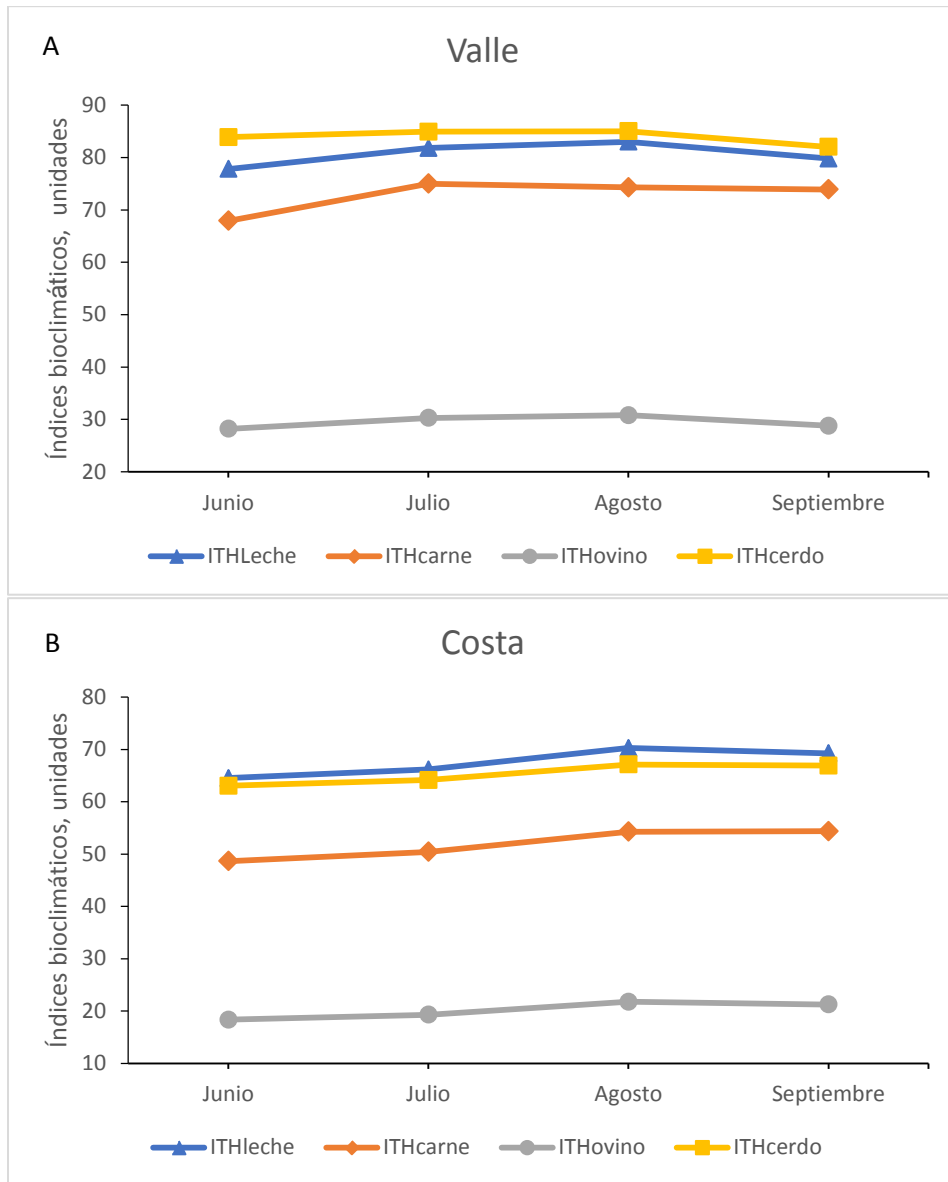 A
Valle
Índices bioclimáticos,  unidades
90
80
70
60
50
40
30
20
Junio Julio Agosto Septiembre
ITHLeche ITHcarne ITHovino ITHcerdo
B
Costa
Índices bioclimáticos, unidades
80
70
60
50
40
30
20
10
Junio Julio Agosto Septiembre
ITHleche ITHcarne ITHovino ITHcerdo